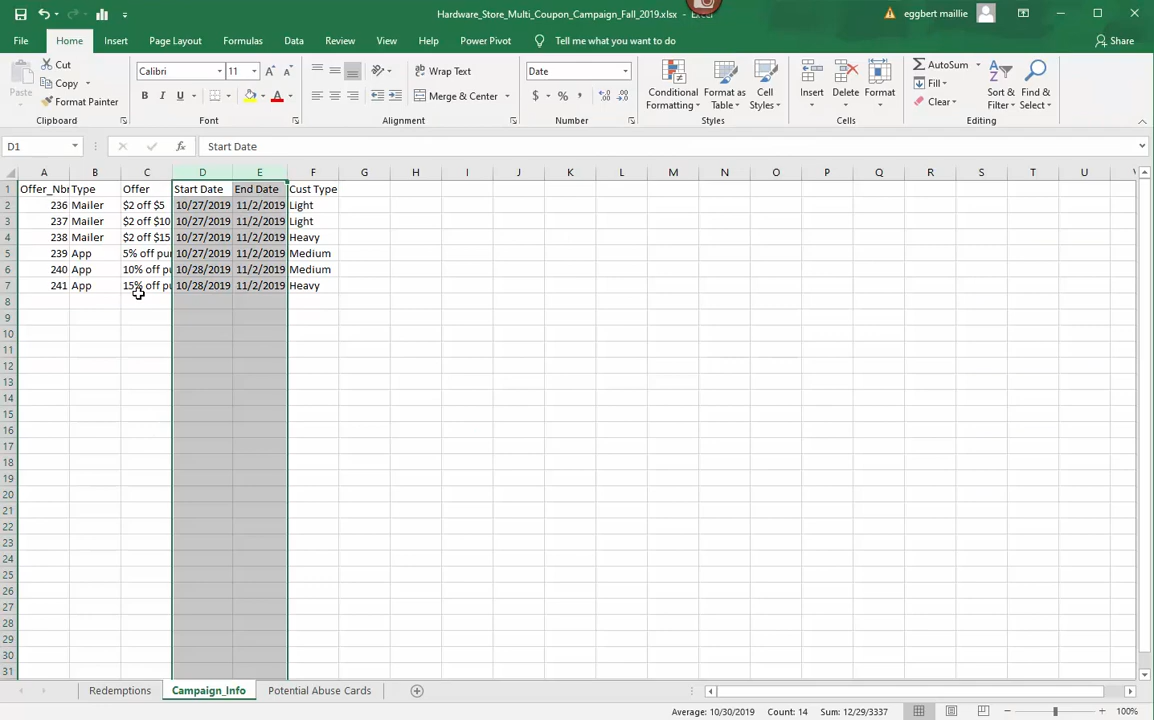 Hardware_Store_Multi_Coupon_Campaign_Fall_2019.xlsx - Excel
eggbert maillie
File Home Insert Page Layout Formulas Data Review View Help Power Pivot Tell me what you want to do Share
Paste
Cut
Copy
Format Painter
Clipboard
Calibri 11
B I U A
Font
Wrap Text
Merge & Center
Alignment
Date
$ % ,
Number
Conditional Formatting
Format as Table
Cell Styles
Styles
Insert Delete Format
Cells
AutoSum
Fill
Clear
Sort & Filter
Find & Select
Editing
D1 fx Start Date
A B C D E F G H I J K L M N O P Q R S T U
1 Offer_Nbr Type Offer Start Date End Date Cust Type
2 236 Mailer $2 off $5 10/27/2019 11/2/2019 Light
3 237 Mailer $2 off $10 10/27/2019 11/2/2019 Light
4 238 Mailer $2 off $15 10/27/2019 11/2/2019 Heavy
5 239 App 5% off pur 10/27/2019 11/2/2019 Medium
6 240 App 10% off pu 10/28/2019 11/2/2019 Medium
7 241 App 15% off pu 10/28/2019 11/2/2019 Heavy
8
9
10
11
12
13
14
15
16
17
18
19
20
21
22
23
24
25
26
27
28
29
30
31
Redemptions Campaign_Info Potential Abuse Cards
Average: 10/30/2019 Count: 14 Sum: 12/29/3337 100%